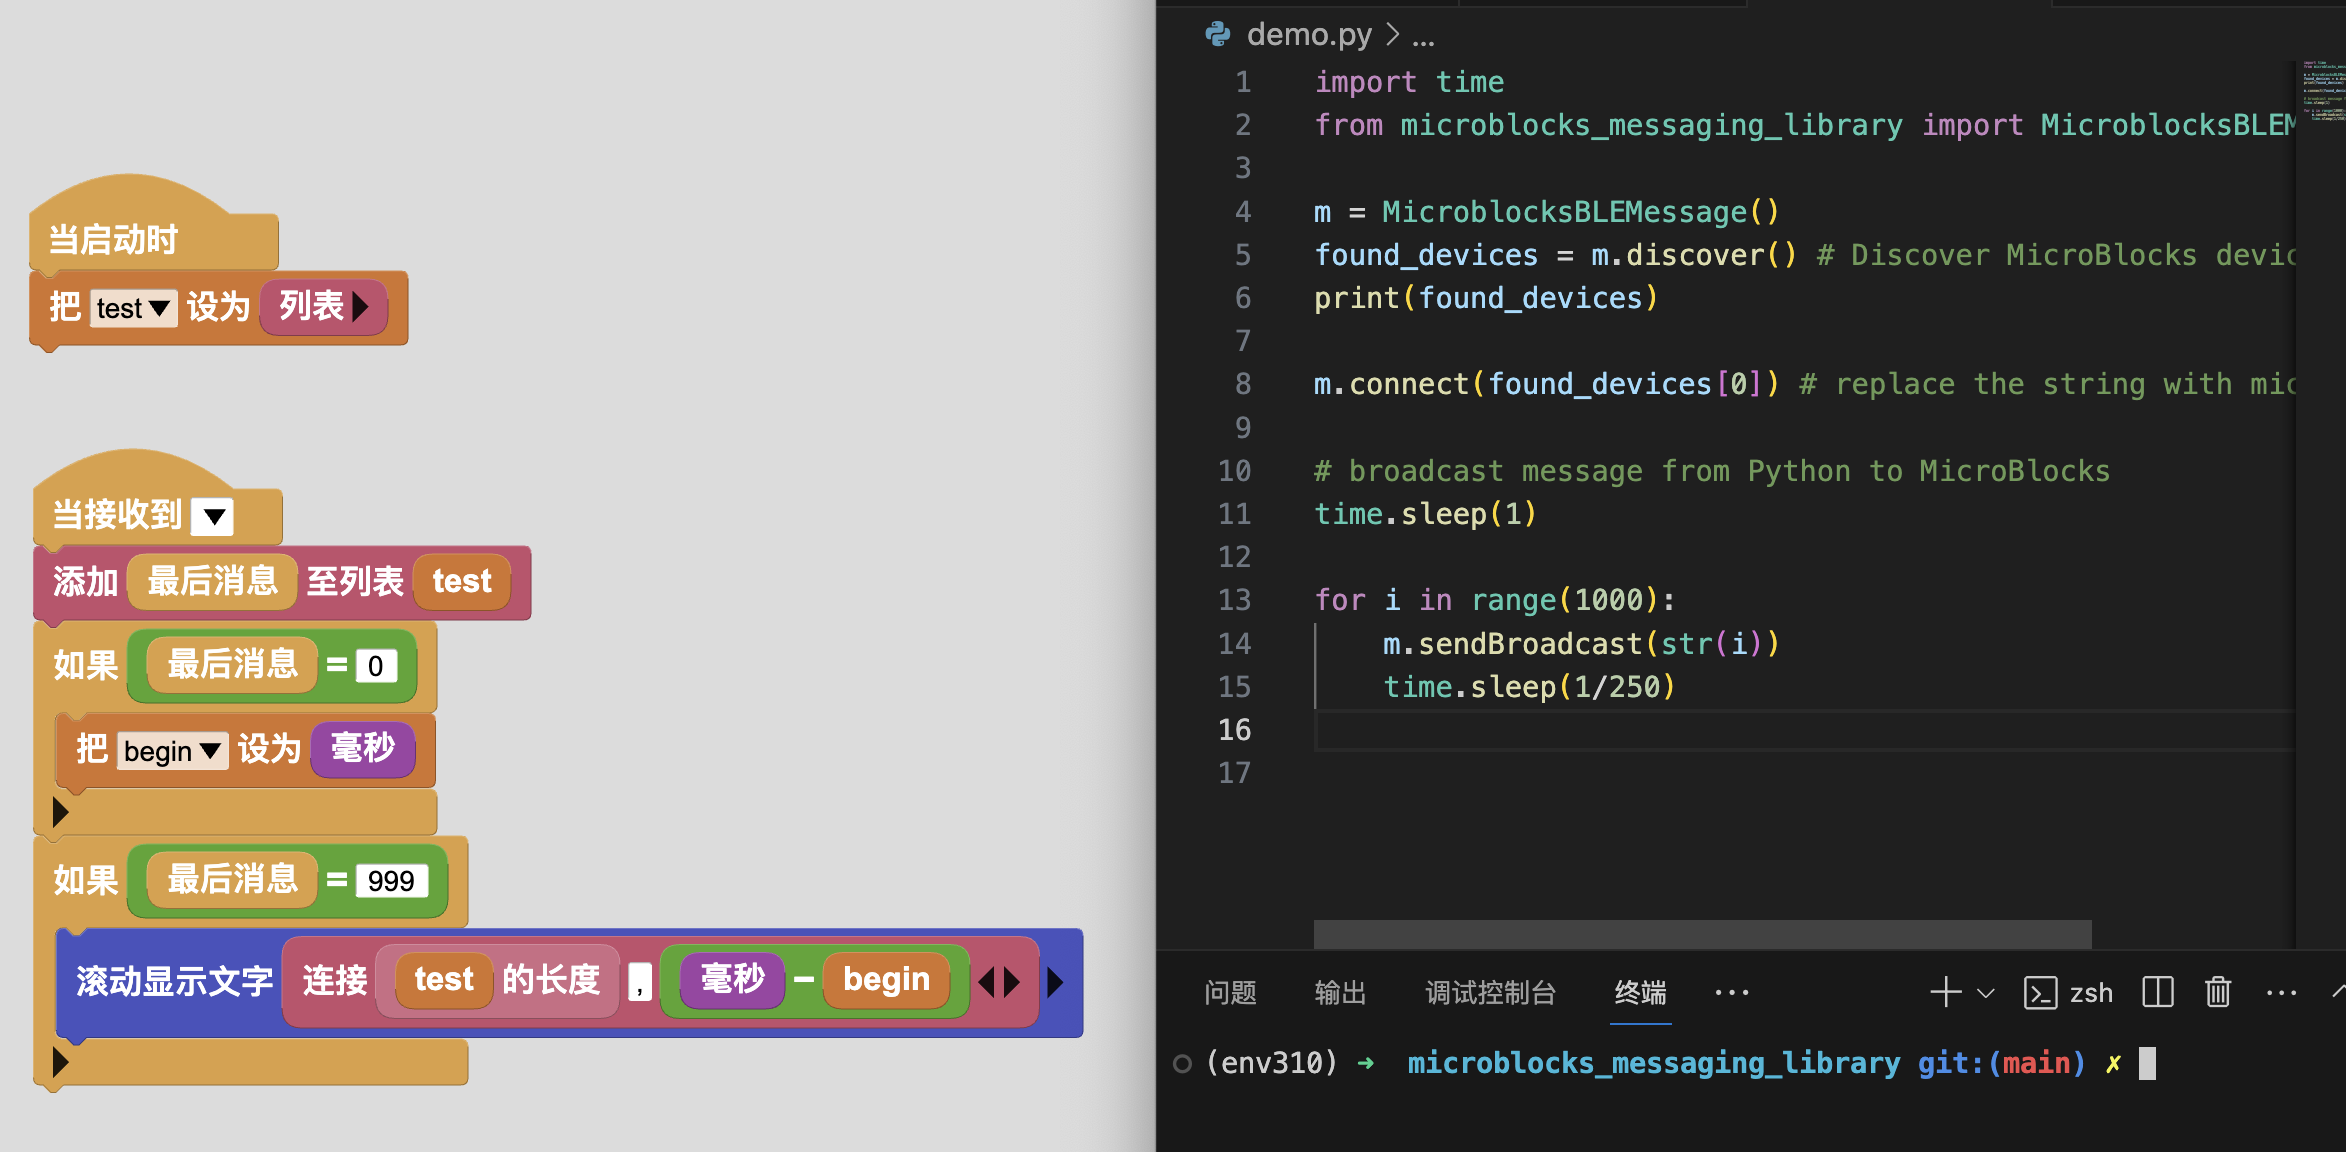 当启动时
把 test 设为 列表
当接收到
添加 最后消息 至列表 test
如果 最后消息 = 0
把 begin 设为 毫秒
如果 最后消息 = 999
滚动显示文字 连接 test 的长度 , 毫秒 - begin
demo.py > ...
1 import time
2 from microblocks_messaging_library import MicroblocksBLEM
3
4 m = MicroblocksBLEMessage()
5 found_devices = m.discover() # Discover MicroBlocks devic
6 print(found_devices)
7
8 m.connect(found_devices[0]) # replace the string with mic
9
10 # broadcast message from Python to MicroBlocks
11 time.sleep(1)
12
13 for i in range(1000):
14 m.sendBroadcast(str(i))
15 time.sleep(1/250)
16
17
问题 输出 调试控制台 终端 ··· zsh ···
(env310) ➜ microblocks_messaging_library git:(main) ✗